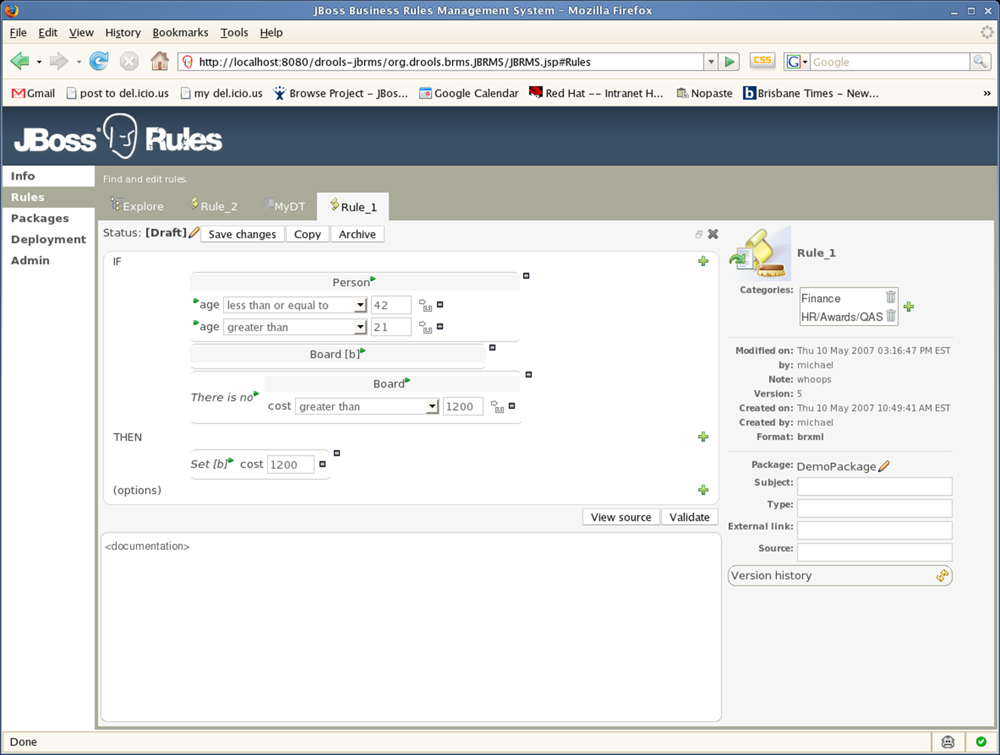 JBoss Business Rules Management System – Mozilla Firefox
File Edit View History Bookmarks Tools Help
http://localhost:8080/drools-jbrms/org.drools.brms.JBRMS/JBRMS.jsp#Rules CSS G Google
Gmail post to del.icio.us my del.icio.us Browse Project – JBos... Google Calendar Red Hat -- Intranet H... Nopaste b Brisbane Times – New... »
JBoss® Rules
Info
Rules
Packages
Deployment
Admin
Find and edit rules.
Explore Rule_2 MyDT Rule_1
Status: [Draft] Save changes Copy Archive
IF
Person
age less than or equal to 42
age greater than 21
Board [b]
There is no Board
cost greater than 1200
THEN
Set [b] cost 1200
(options)
View source Validate
<documentation>
Rule_1
Categories: Finance
HR/Awards/QAS
Modified on: Thu 10 May 2007 03:16:47 PM EST
by: michael
Note: whoops
Version: 5
Created on: Thu 10 May 2007 10:49:41 AM EST
Created by: michael
Format: brxml
Package: DemoPackage
Subject:
Type:
External link:
Source:
Version history
Done